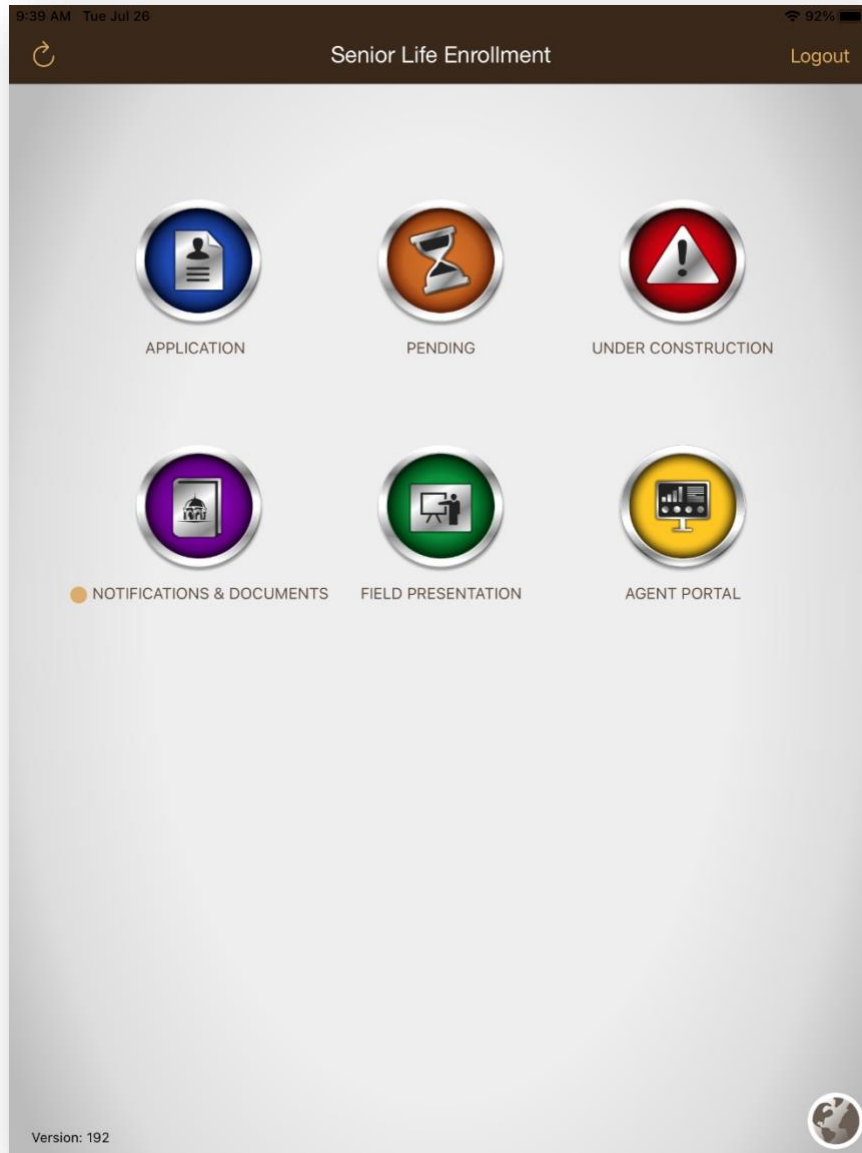 9:39 AM Tue Jul 26 92%
Senior Life Enrollment Logout
APPLICATION PENDING UNDER CONSTRUCTION
NOTIFICATIONS & DOCUMENTS FIELD PRESENTATION AGENT PORTAL
Version: 192